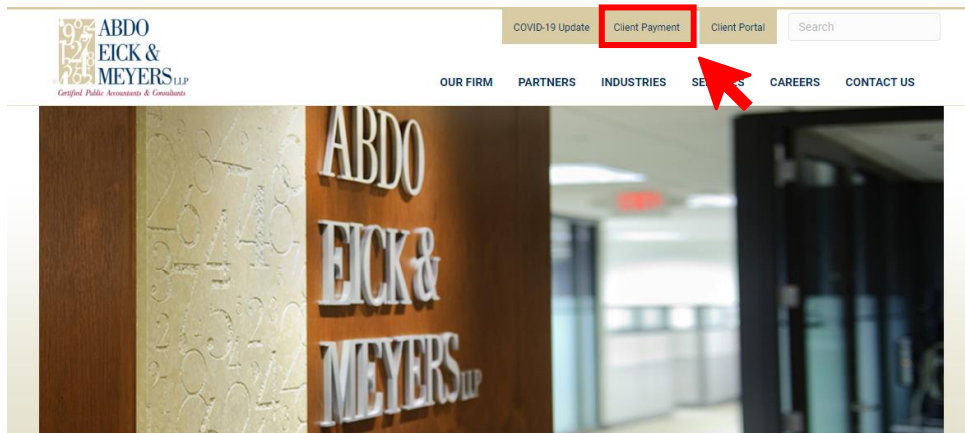 ABDO
EICK &
MEYERS LLP
Certified Public Accountants & Consultants
COVID-19 Update
Client Payment
Client Portal
Search
OUR FIRM
PARTNERS
INDUSTRIES
CAREERS
CONTACT US
ABDO
EICK &
MEYERS LLP